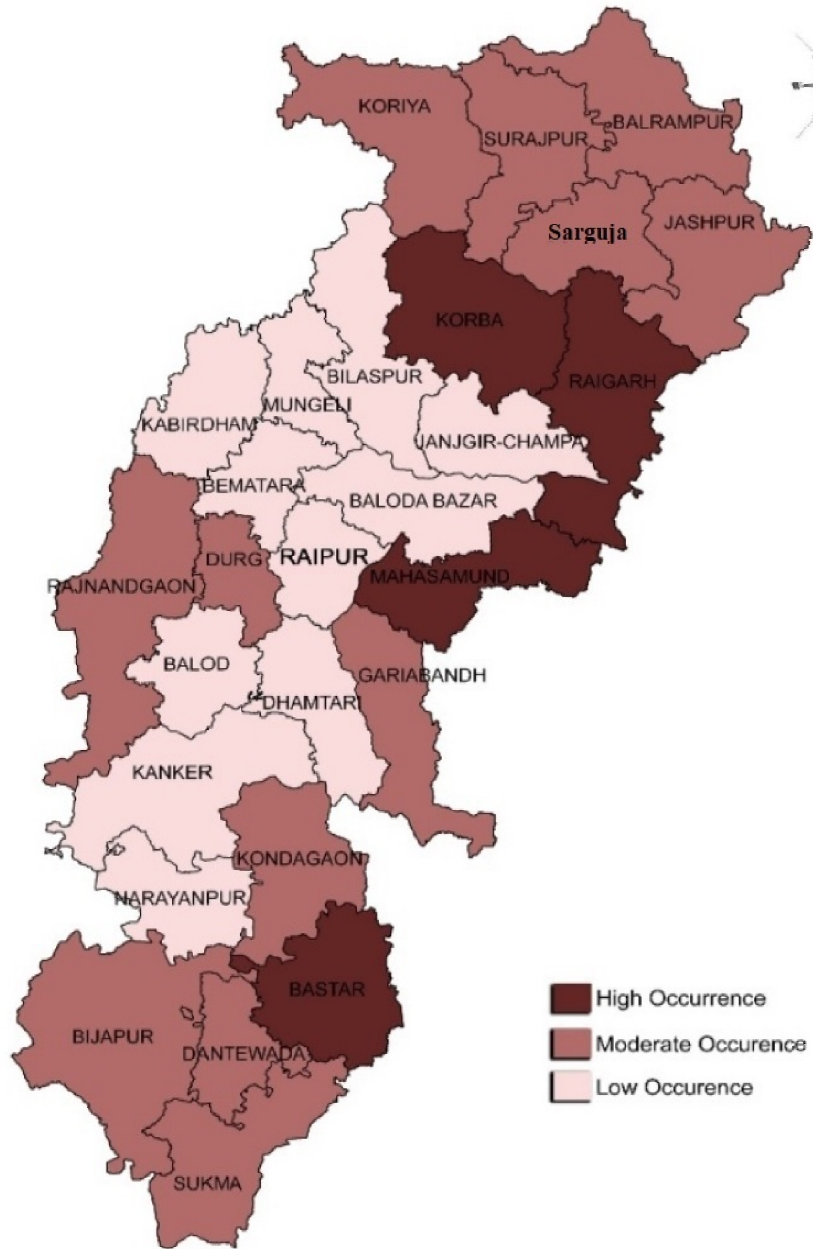 KORIYA
SURAJPUR
BALRAMPUR
Sarguja
JASHPUR
KORBA
RAIGARH
BILASPUR
MUNGELI
KABIRDHAM
JANJGIR-CHAMPA
BEMATARA
BALODA BAZAR
RAIPUR
DURG
MAHASAMUND
RAJNANDGAON
BALOD
GARIABANDH
DHAMTARI
KANKER
KONDAGAON
NARAYANPUR
BASTAR
High Occurrence
BIJAPUR
Moderate Occurence
DANTEWADA
Low Occurence
SUKMA